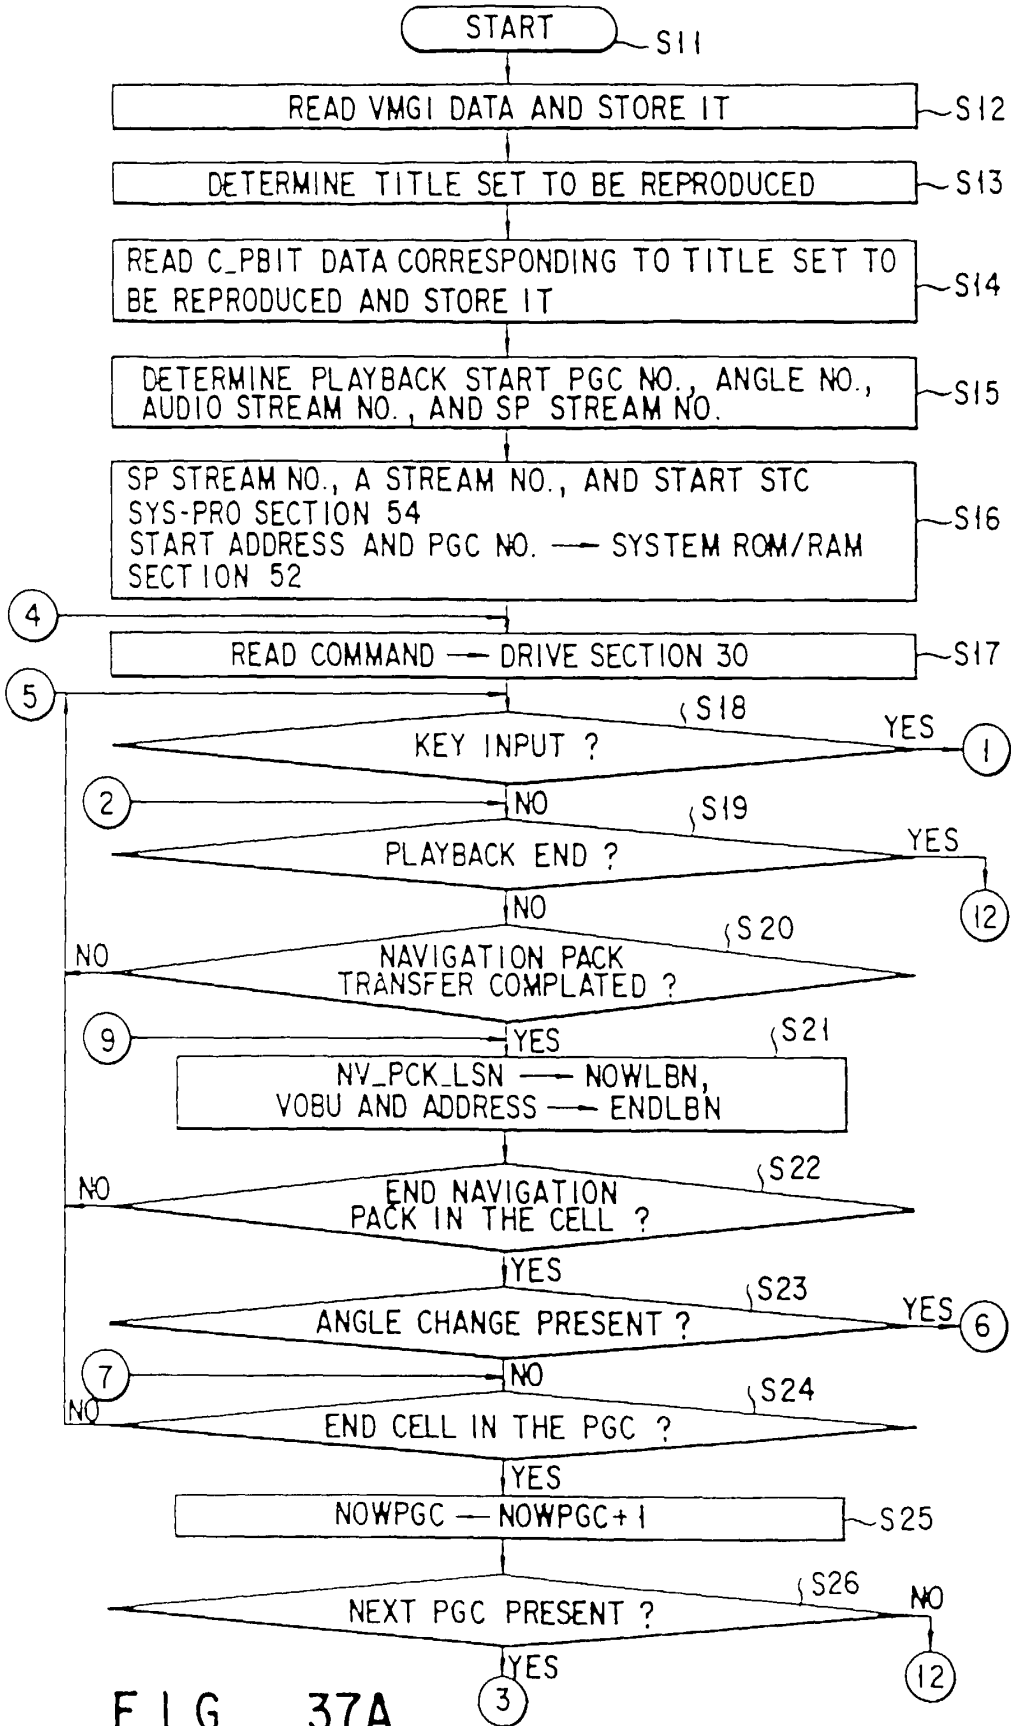 START
S11
READ VMGI DATA AND STORE IT
S12
DETERMINE TITLE SET TO BE REPRODUCED
S13
READ C_PBIT DATA CORRESPONDING TO TITLE SET TO
BE REPRODUCED AND STORE IT
S14
DETERMINE PLAYBACK START PGC NO., ANGLE NO.,
AUDIO STREAM NO., AND SP STREAM NO.
S15
SP STREAM NO., A STREAM NO., AND START STC
SYS-PRO SECTION 54
START ADDRESS AND PGC NO. → SYSTEM ROM/RAM
SECTION 52
S16
4
READ COMMAND → DRIVE SECTION 30
S17
5
S18
KEY INPUT ?
YES
1
2
NO
S19
PLAYBACK END ?
YES
12
NO
S20
NO
NAVIGATION PACK
TRANSFER COMPLATED ?
9
YES
S21
NV_PCK_LSN → NOWLBN,
VOBU AND ADDRESS → ENDLBN
S22
NO
END NAVIGATION
PACK IN THE CELL ?
YES
S23
ANGLE CHANGE PRESENT ?
YES
6
7
NO
S24
NO
END CELL IN THE PGC ?
YES
NOWPGC — NOWPGC+1
S25
S26
NEXT PGC PRESENT ?
NO
12
YES
3
FIG. 37A